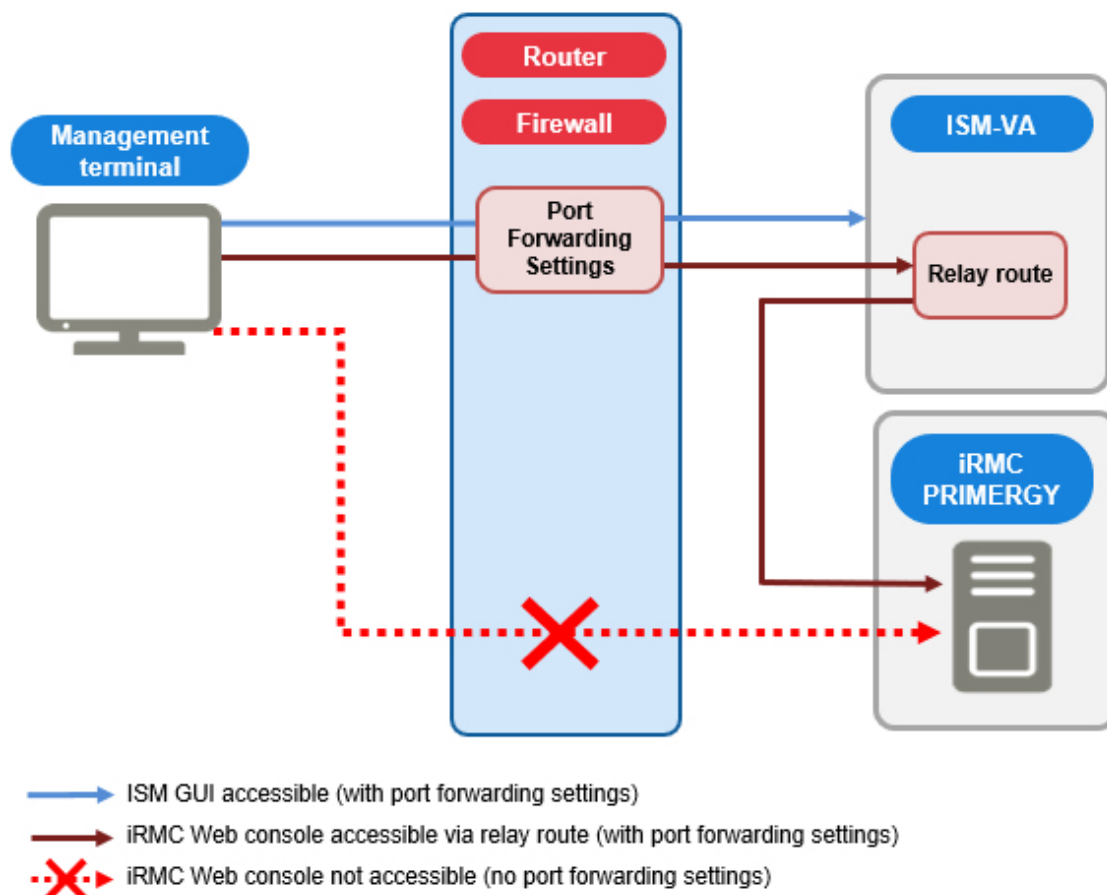 Router
Firewall
Management
terminal
ISM-VA
Port
Forwarding
Settings
Relay route
iRMC
PRIMERGY
ISM GUI accessible (with port forwarding settings)
iRMC Web console accessible via relay route (with port forwarding settings)
iRMC Web console not accessible (no port forwarding settings)